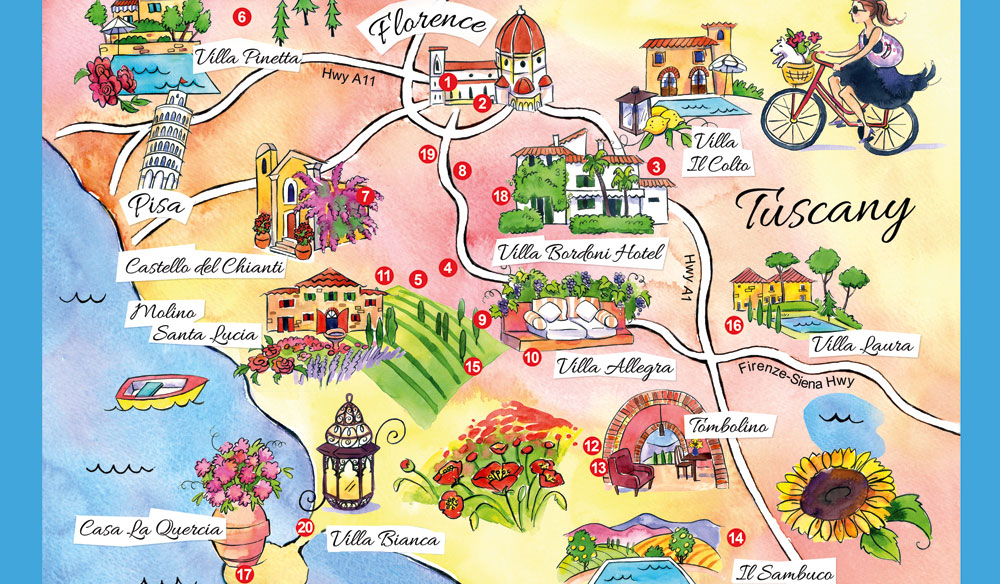 6
Florence
Villa Pinetta
Hwy A11
1
2
Villa
Il Colto
19
8
3
18
7
Pisa
Tuscany
Villa Bordoni Hotel
Castello del Chianti
4
11
5
Hwy A1
Molino
Santa Lucia
9
16
Villa Laura
10
Villa Allegra
15
Firenze-Siena Hwy
Tombolino
12
13
Casa La Quercia
20
Villa Bianca
14
17
Il Sambuco